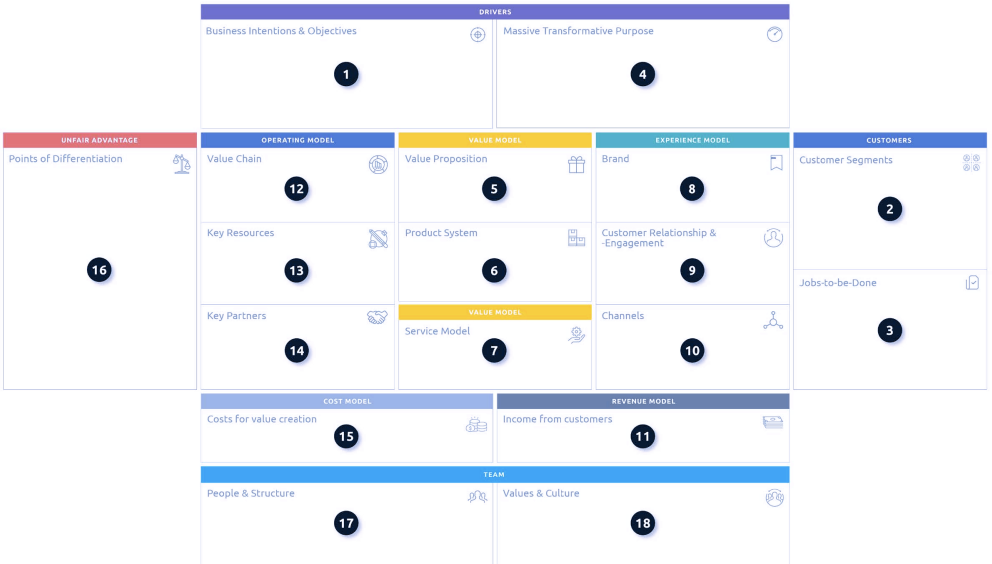 DRIVERS
Business Intentions & Objectives
1
Massive Transformative Purpose
4
UNFAIR ADVANTAGE
Points of Differentiation
16
OPERATING MODEL
Value Chain
12
Key Resources
13
Key Partners
14
VALUE MODEL
Value Proposition
5
Product System
6
VALUE MODEL
Service Model
7
EXPERIENCE MODEL
Brand
8
Customer Relationship &
-Engagement
9
Channels
10
CUSTOMERS
Customer Segments
2
Jobs-to-be-Done
3
COST MODEL
Costs for value creation
15
REVENUE MODEL
Income from customers
11
TEAM
People & Structure
17
Values & Culture
18